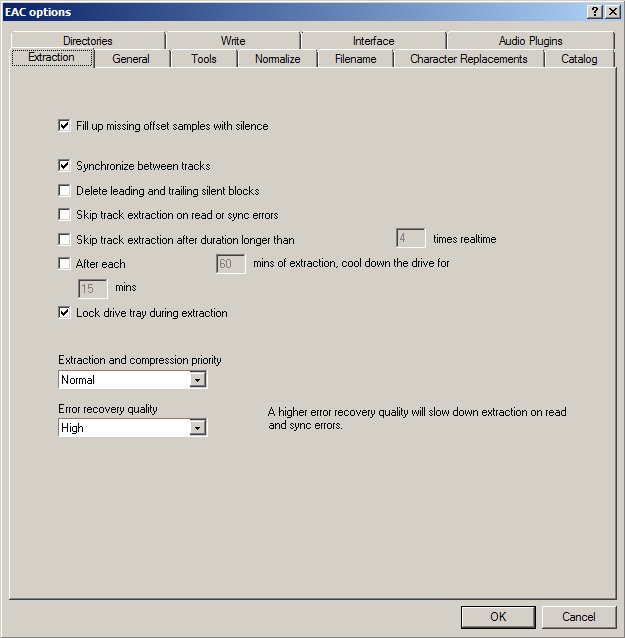 EAC options
Directories Write Interface Audio Plugins
Extraction General Tools Normalize Filename Character Replacements Catalog
Fill up missing offset samples with silence
Synchronize between tracks
Delete leading and trailing silent blocks
Skip track extraction on read or sync errors
Skip track extraction after duration longer than 4 times realtime
After each 60 mins of extraction, cool down the drive for
15 mins
Lock drive tray during extraction
Extraction and compression priority
Normal
Error recovery quality
High
A higher error recovery quality will slow down extraction on read
and sync errors.
OK Cancel